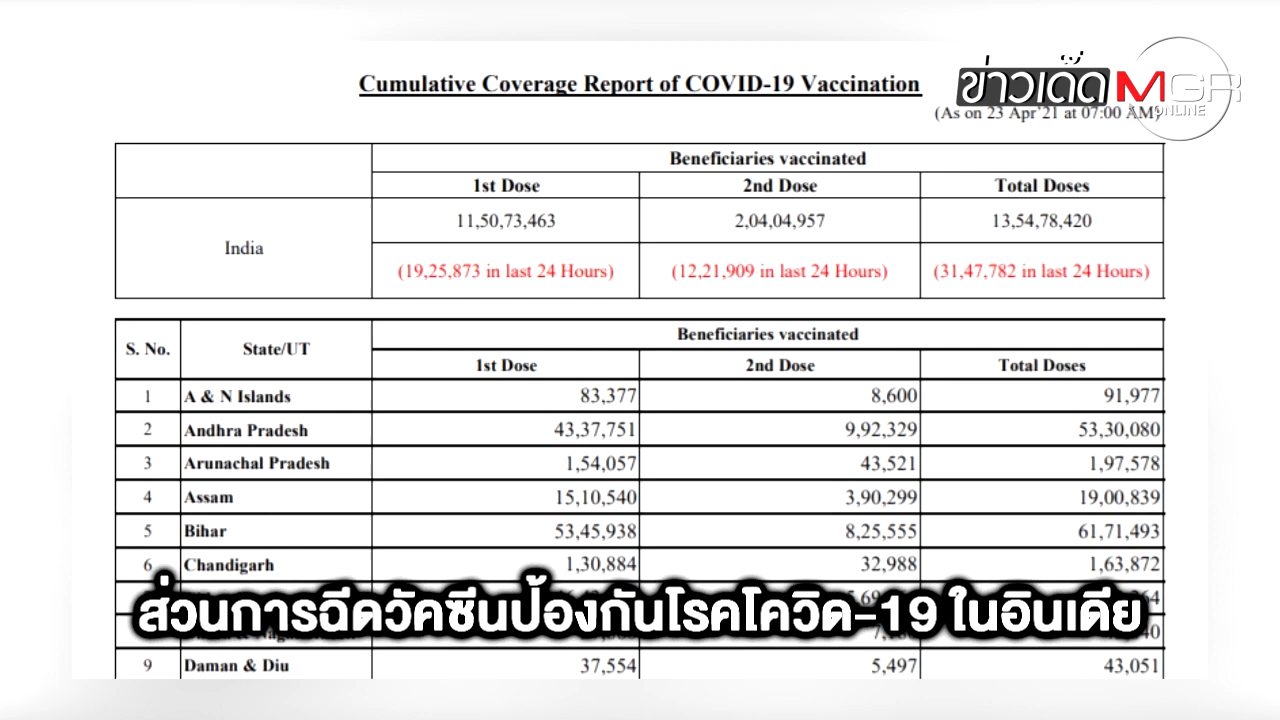 ข่าวเด็ด MGR ONLINE
Cumulative Coverage Report of COVID-19 Vaccination
(As on 23 Apr'21 at 07:00 AM)
Beneficiaries vaccinated
1st Dose 2nd Dose Total Doses
India 11,50,73,463 2,04,04,957 13,54,78,420
(19,25,873 in last 24 Hours) (12,21,909 in last 24 Hours) (31,47,782 in last 24 Hours)
S. No. State/UT Beneficiaries vaccinated
1st Dose 2nd Dose Total Doses
1 A & N Islands 83,377 8,600 91,977
2 Andhra Pradesh 43,37,751 9,92,329 53,30,080
3 Arunachal Pradesh 1,54,057 43,521 1,97,578
4 Assam 15,10,540 3,90,299 19,00,839
5 Bihar 53,45,938 8,25,555 61,71,493
6 Chandigarh 1,30,884 32,988 1,63,872
ส่วนการฉีดวัคซีนป้องกันโรคโควิด-19 ในอินเดีย
9 Daman & Diu 37,554 5,497 43,051